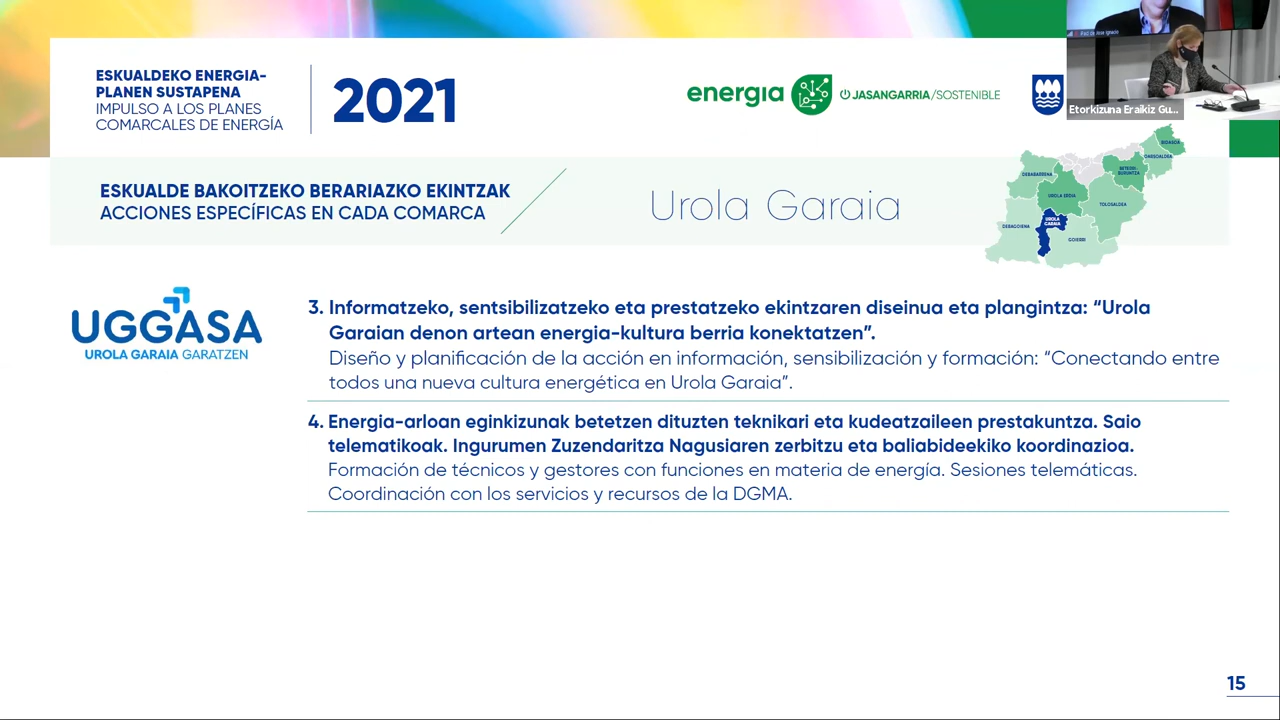 ESKUALDEKO ENERGIA-
PLANEN SUSTAPENA
IMPULSO A LOS PLANES
COMARCALES DE ENERGÍA
2021
energia
JASANGARRIA/SOSTENIBLE
Etorkizuna Eraikiz Gu...
ESKUALDE BAKOITZEKO BERARIAZKO EKINTZAK
ACCIONES ESPECÍFICAS EN CADA COMARCA
Urola Garaia
BIDASOA
OARSOALDEA
BETERRI-
BURUNTZA
DEBABARRENA
UROLA ERDIA
TOLOSALDEA
UROLA
GARAIA
DEBAGOIENA
GOIERRI
UGGASA
UROLA GARAIA GARATZEN
3. Informatzeko, sentsibilizatzeko eta prestatzeko ekintzaren diseinua eta plangintza: “Urola
Garaian denon artean energia-kultura berria konektatzen”.
Diseño y planificación de la acción en información, sensibilización y formación: “Conectando entre
todos una nueva cultura energética en Urola Garaia”.
4. Energia-arloan eginkizunak betetzen dituzten teknikari eta kudeatzaileen prestakuntza. Saio
telematikoak. Ingurumen Zuzendaritza Nagusiaren zerbitzu eta baliabideekiko koordinazioa.
Formación de técnicos y gestores con funciones en materia de energía. Sesiones telemáticas.
Coordinación con los servicios y recursos de la DGMA.
15